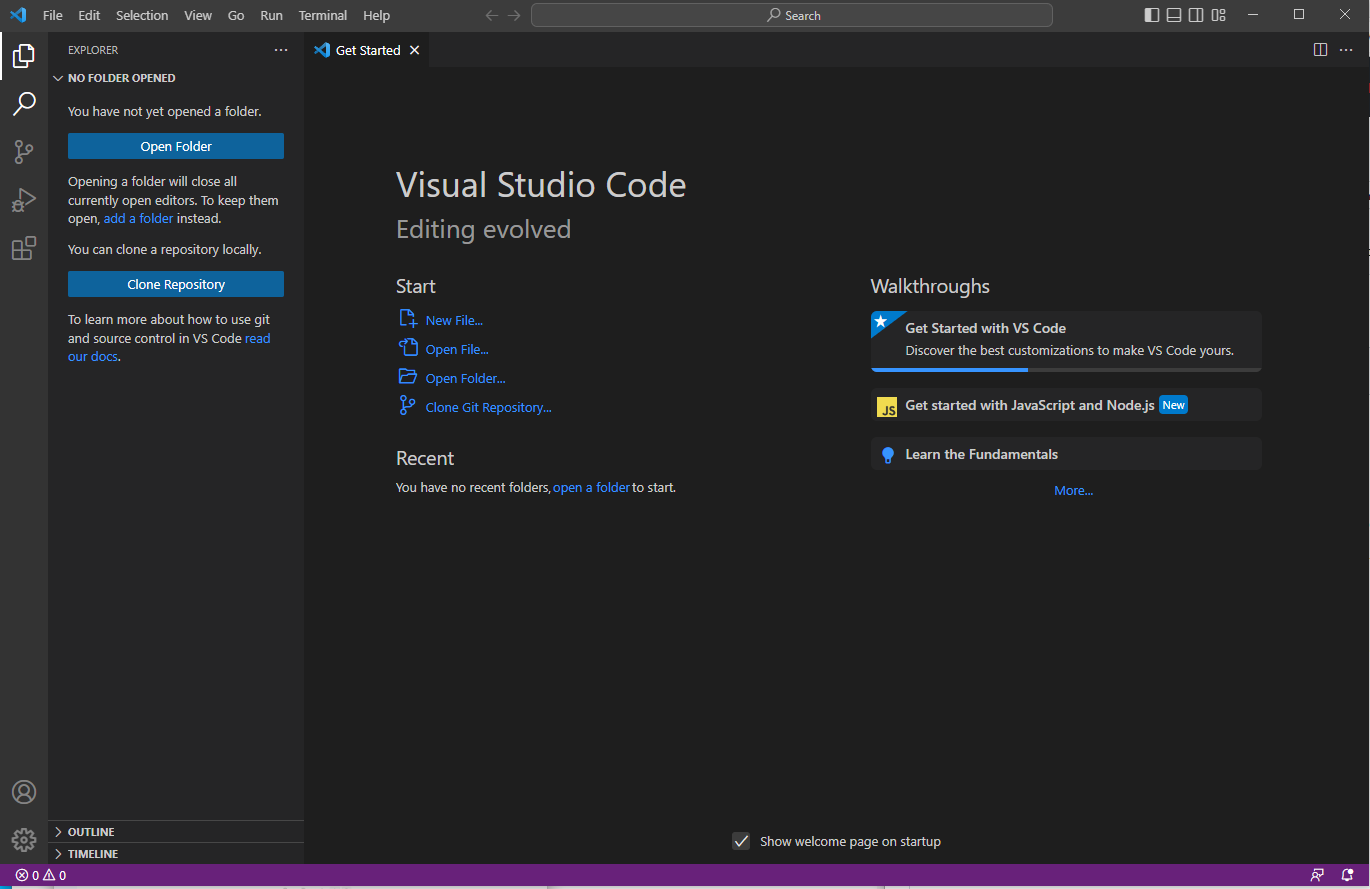 File Edit Selection View Go Run Terminal Help
Search
EXPLORER
Get Started
NO FOLDER OPENED
You have not yet opened a folder.
Open Folder
Opening a folder will close all
currently open editors. To keep them
open, add a folder instead.
You can clone a repository locally.
Clone Repository
To learn more about how to use git
and source control in VS Code read
our docs.
OUTLINE
TIMELINE
Visual Studio Code
Editing evolved
Start
New File...
Open File...
Open Folder...
Clone Git Repository...
Recent
You have no recent folders, open a folder to start.
Walkthroughs
Get Started with VS Code
Discover the best customizations to make VS Code yours.
JS Get started with JavaScript and Node.js New
Learn the Fundamentals
More...
Show welcome page on startup
0 0